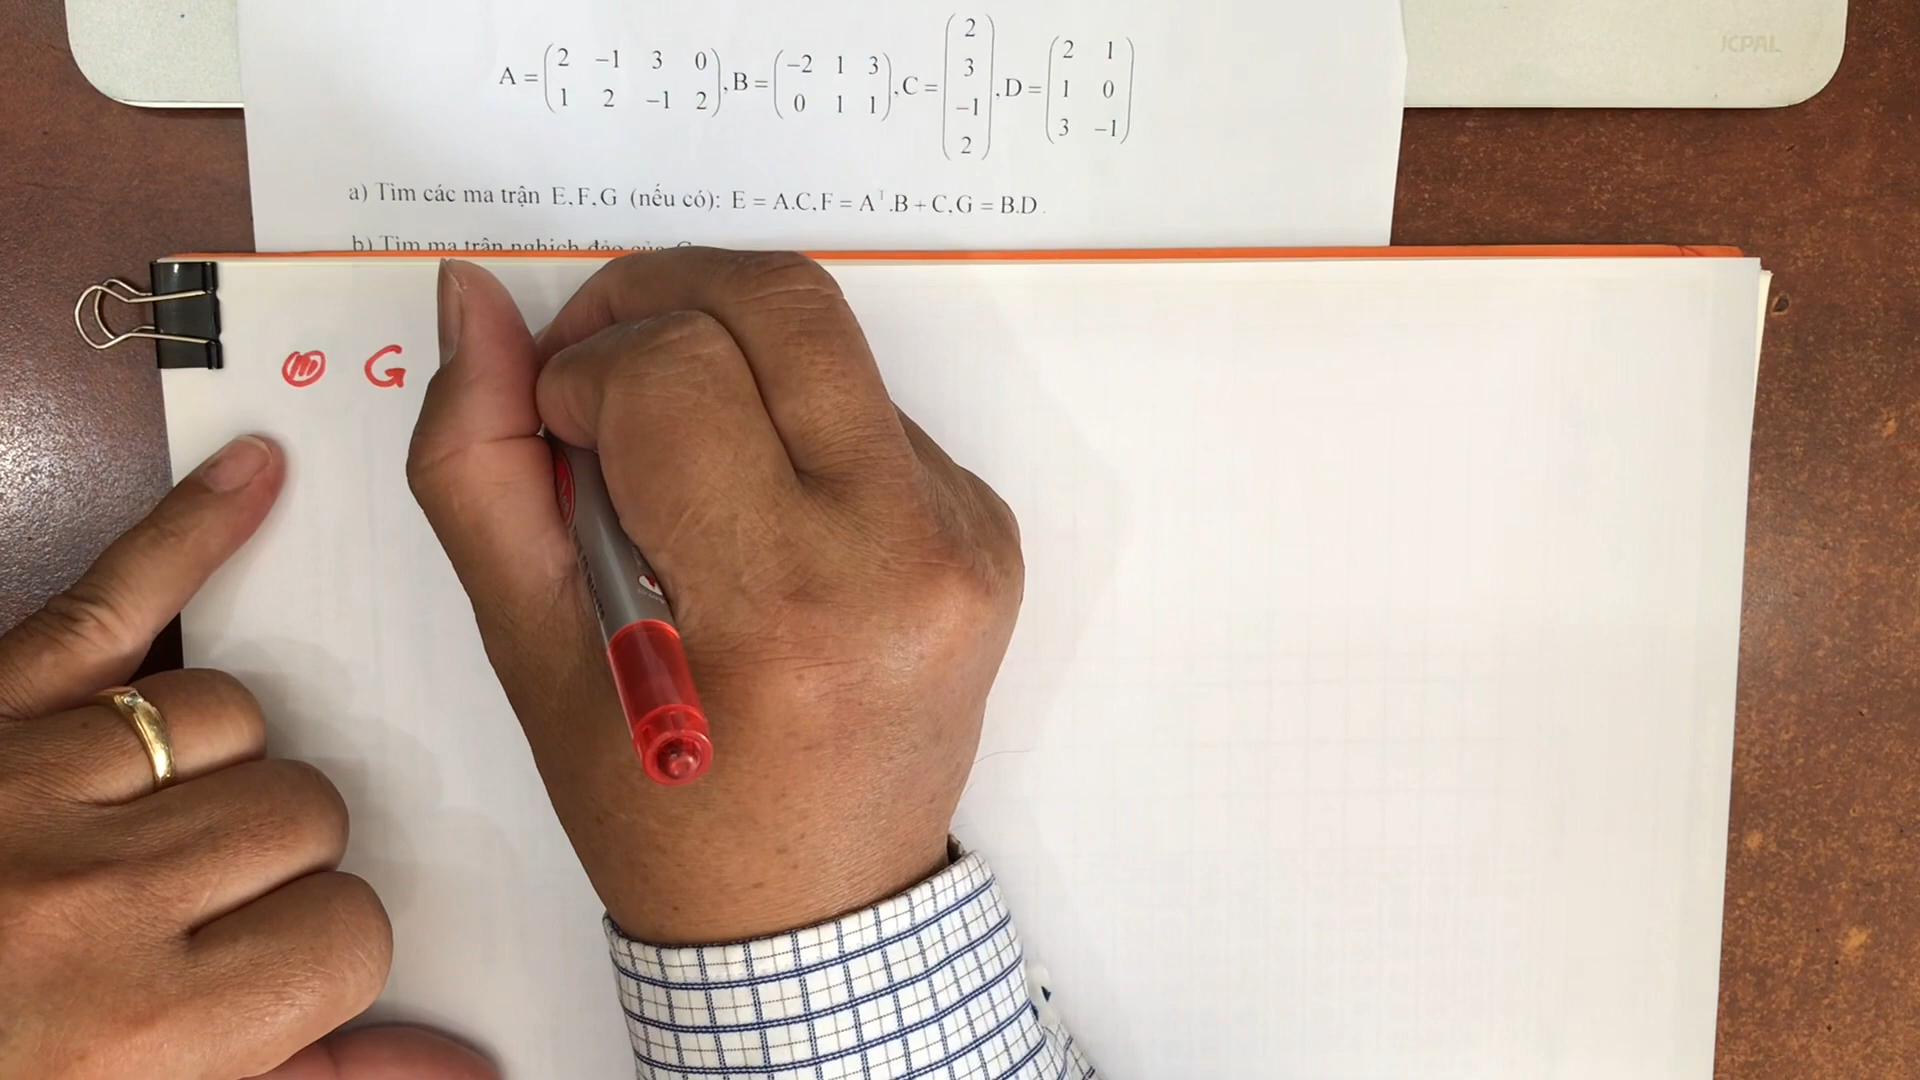 JCPAL
A = (2 −1 3 0
1 2 −1 2), B = (−2 1 3
0 1 1), C = (2
3
−1
2), D = (2 1
1 0
3 −1)
a) Tìm các ma trận E, F, G (nếu có): E = A.C, F = Aᵀ.B + C, G = B.D.
b) Tìm ma trận nghịch đảo của G
G